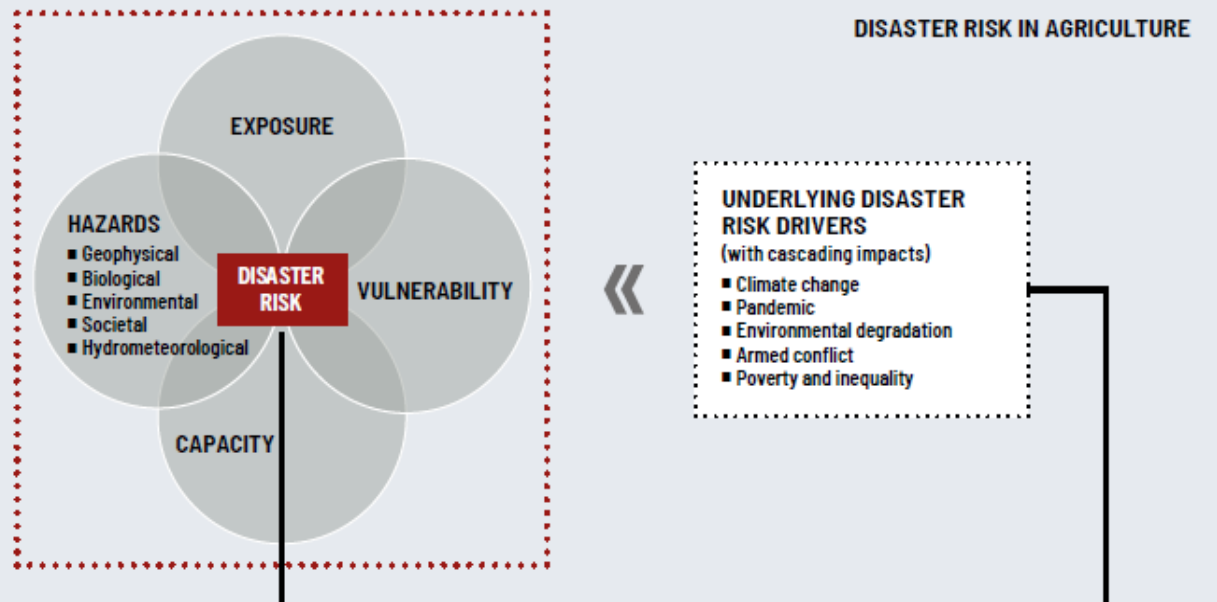 DISASTER RISK IN AGRICULTURE
EXPOSURE
HAZARDS
■ Geophysical
■ Biological
■ Environmental
■ Societal
■ Hydrometeorological
DISASTER
RISK
VULNERABILITY
CAPACITY
UNDERLYING DISASTER
RISK DRIVERS
(with cascading impacts)
■ Climate change
■ Pandemic
■ Environmental degradation
■ Armed conflict
■ Poverty and inequality